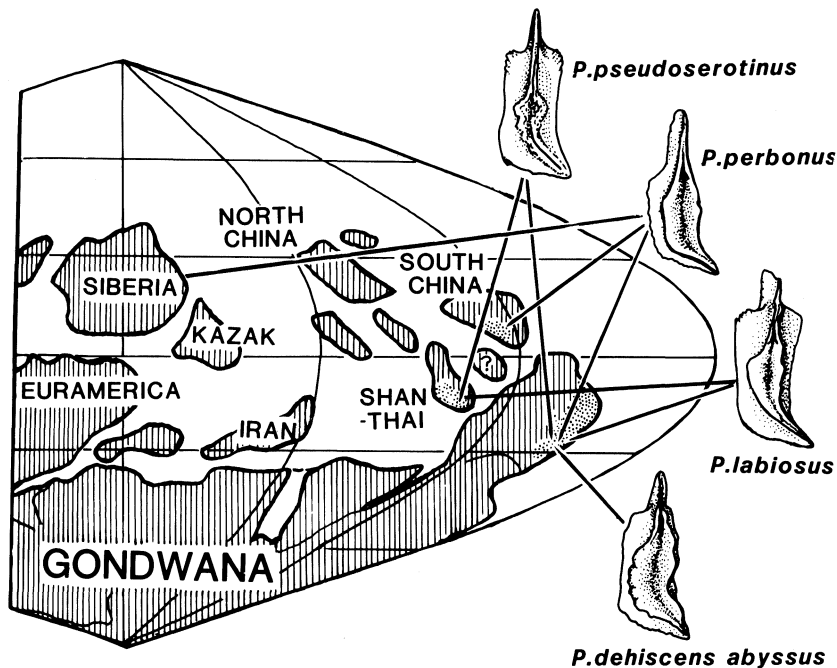 P.pseudoserotinus
P.perbonus
NORTH
CHINA
SOUTH
CHINA
SIBERIA
KAZAK
?
EURAMERICA
SHAN
-THAI
IRAN
P.labiosus
GONDWANA
P.dehiscens abyssus